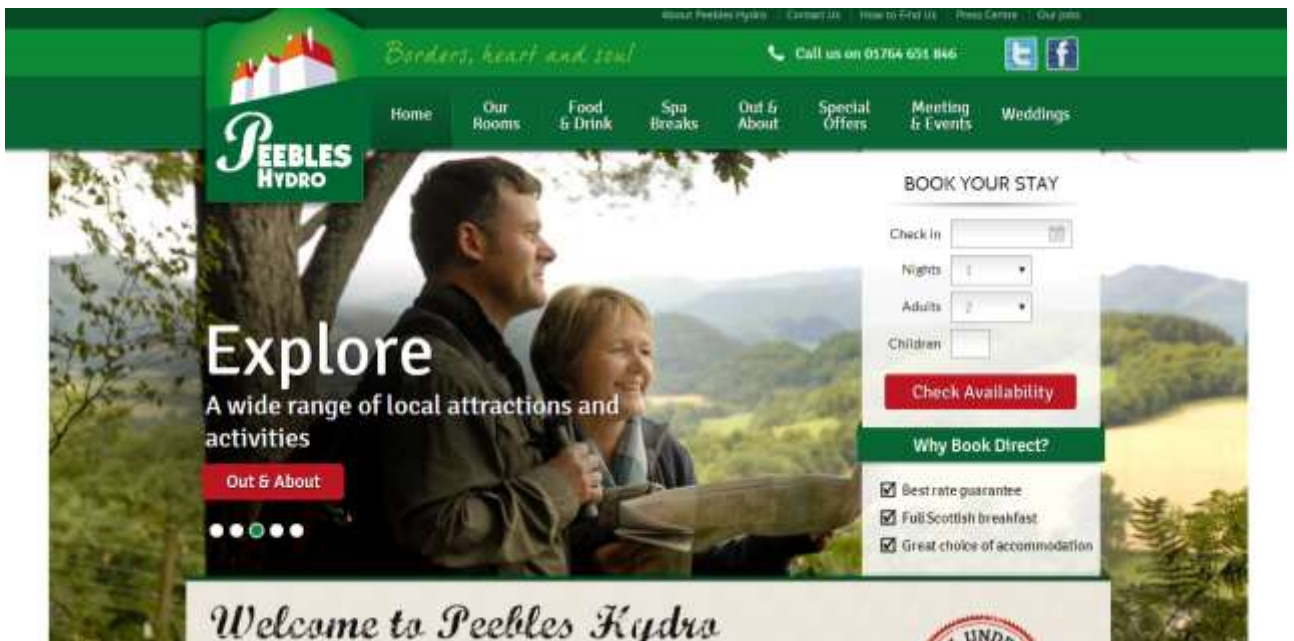 About Peebles Hydro Contact Us How to Find Us Press Centre Our Jobs
Borders, heart and soul
Call us on 01764 651 846
PEEBLES
HYDRO
Home
Our
Rooms
Food
& Drink
Spa
Breaks
Out &
About
Special
Offers
Meeting
& Events
Weddings
Explore
A wide range of local attractions and
activities
Out & About
BOOK YOUR STAY
Check in
Nights 1
Adults 2
Children
Check Availability
Why Book Direct?
Best rate guarantee
Full Scottish breakfast
Great choice of accommodation
Welcome to Peebles Hydro